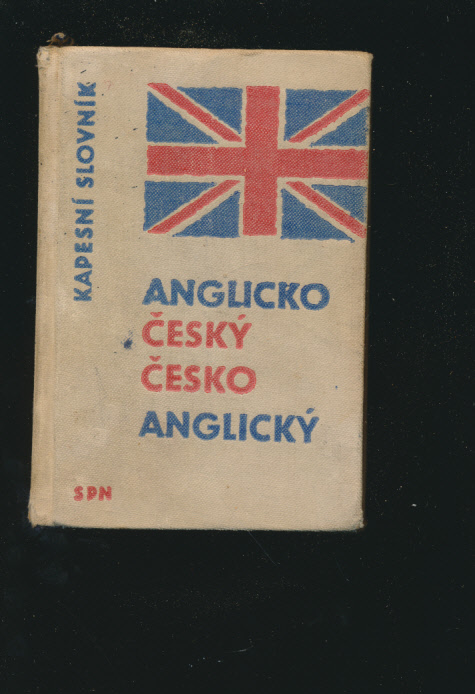 KAPESNÍ SLOVNÍK
ANGLICKO
ČESKÝ
ČESKO
ANGLICKÝ
SPN